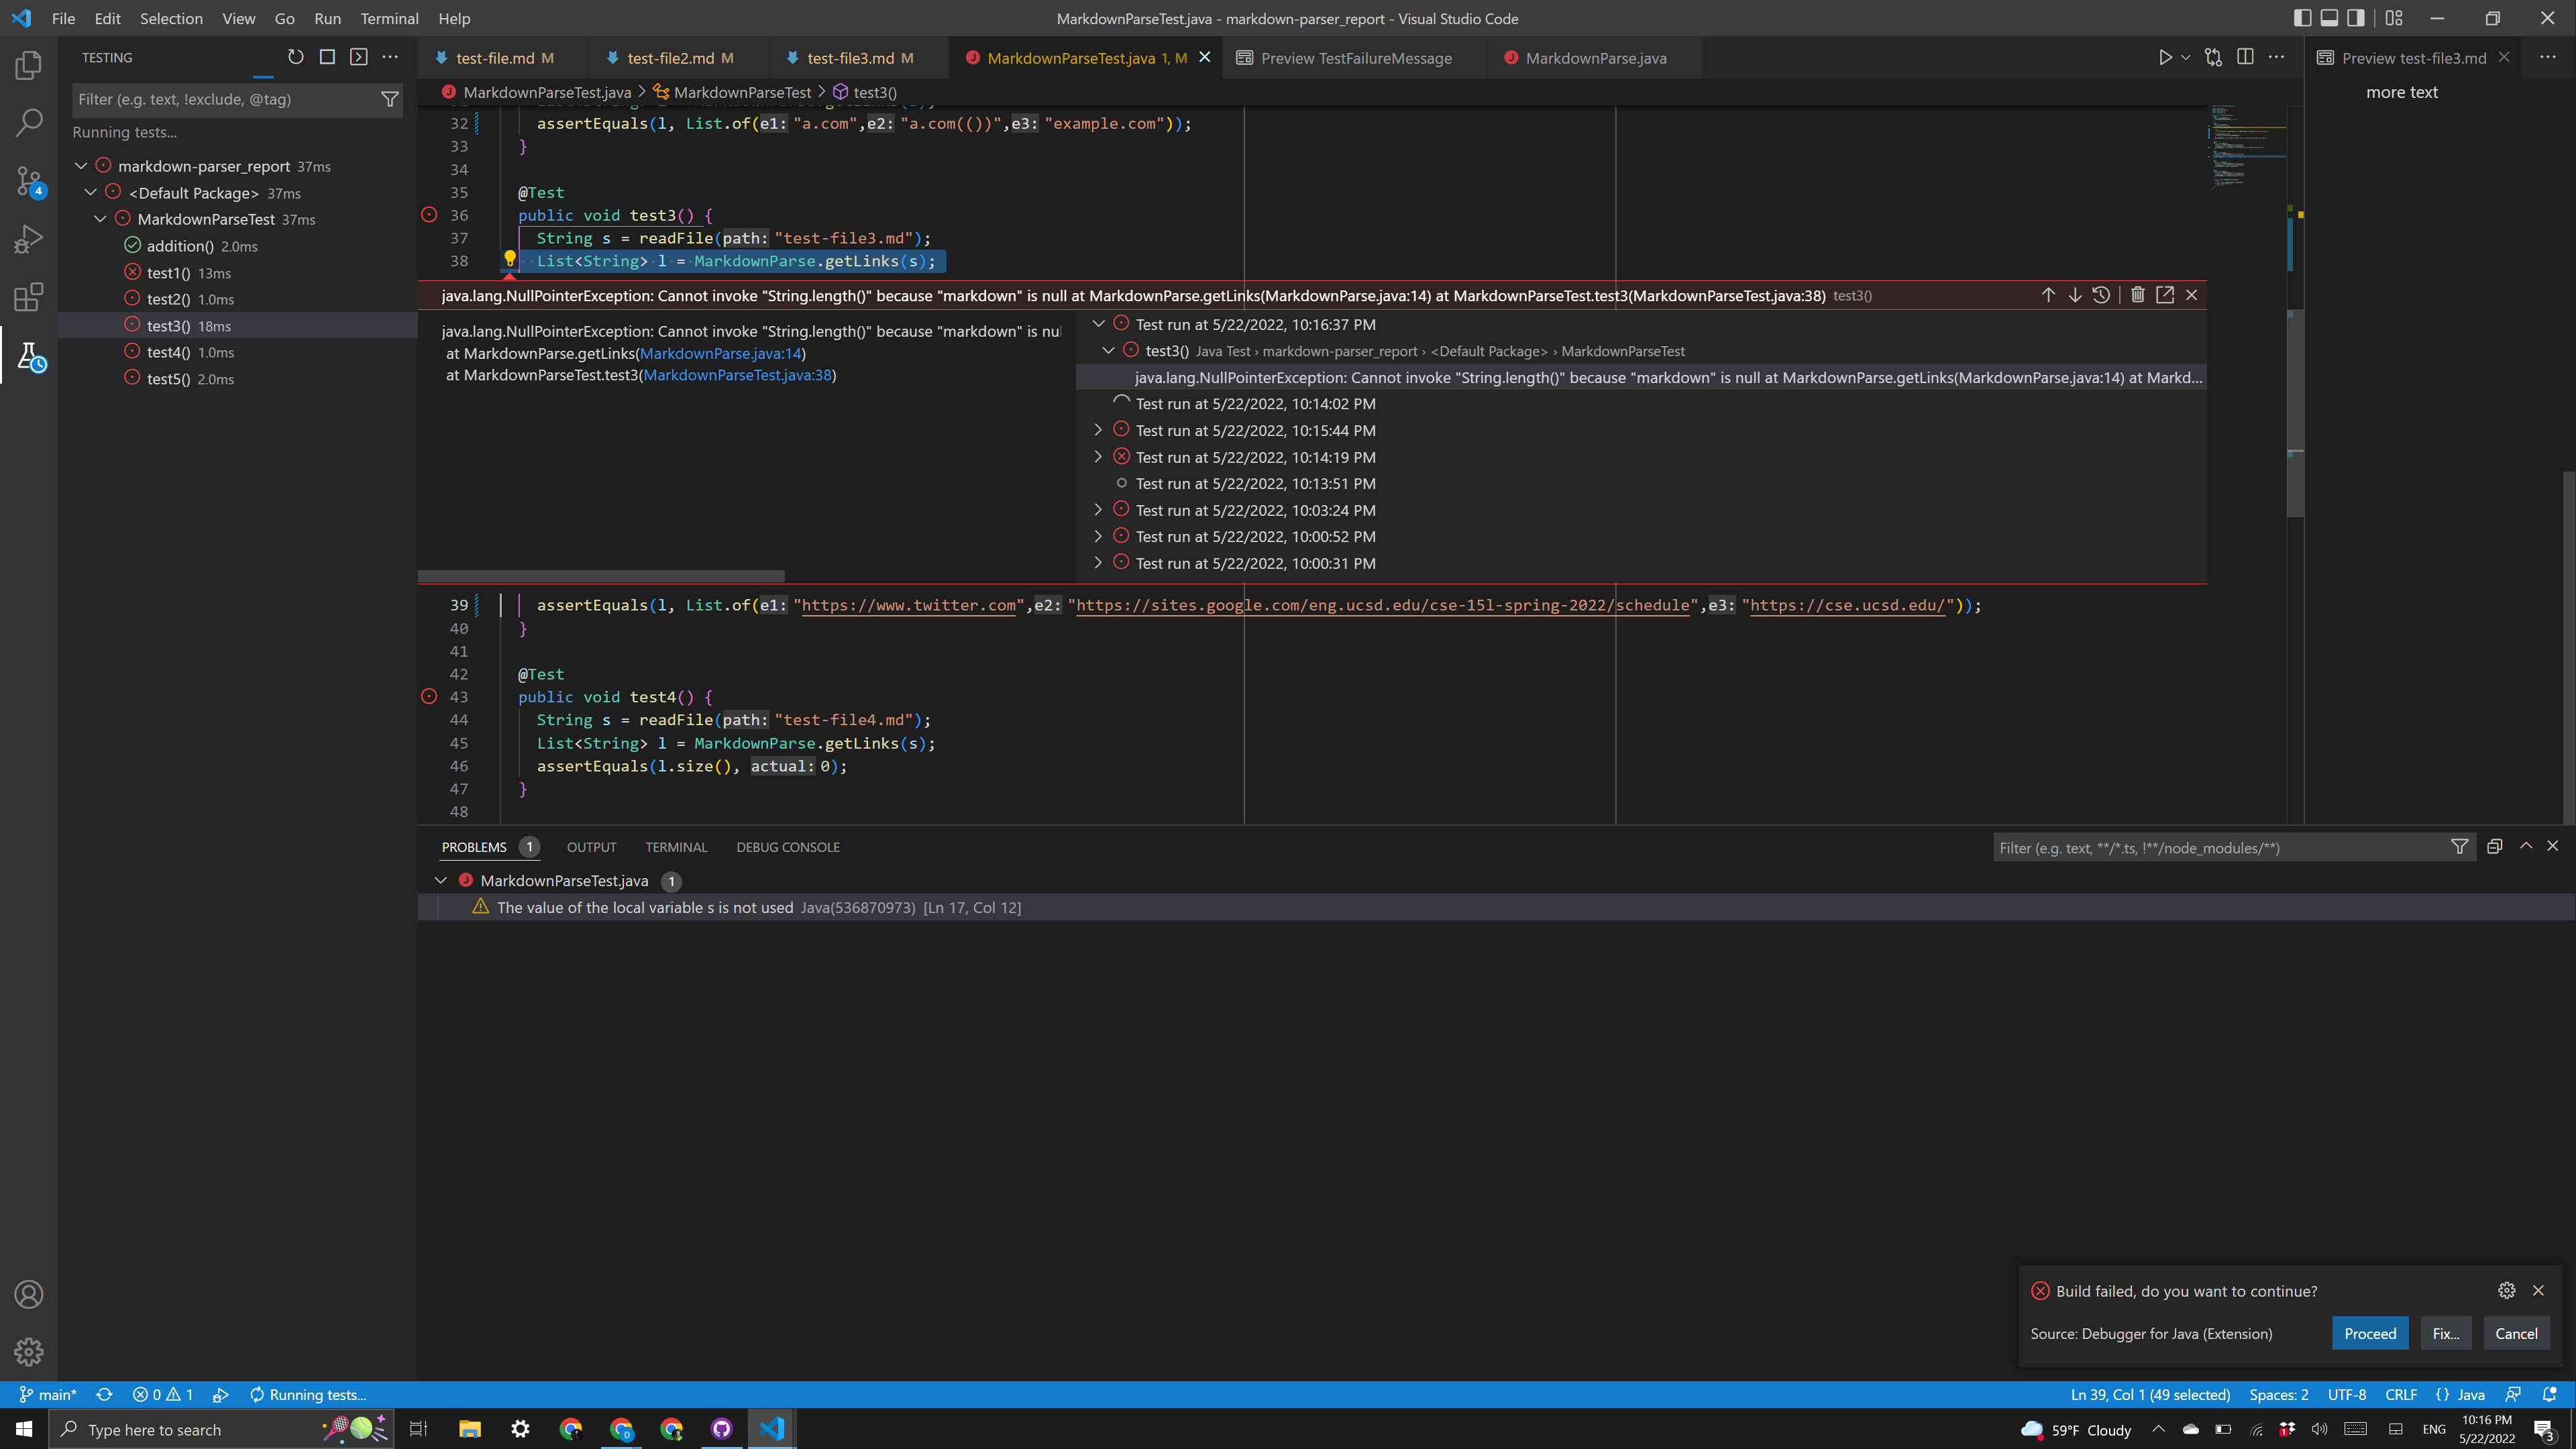 File Edit Selection View Go Run Terminal Help
MarkdownParseTest.java - markdown-parser_report - Visual Studio Code
TESTING
Filter (e.g. text, !exclude, @tag)
Running tests...
markdown-parser_report 37ms
<Default Package> 37ms
MarkdownParseTest 37ms
addition() 2.0ms
test1() 13ms
test2() 1.0ms
test3() 18ms
test4() 1.0ms
test5() 2.0ms
4
test-file.md M
test-file2.md M
test-file3.md M
MarkdownParseTest.java 1, M
Preview TestFailureMessage
MarkdownParse.java
Preview test-file3.md
MarkdownParseTest.java > MarkdownParseTest > test3()
more text
32 assertEquals(l, List.of(e1: "a.com",e2: "a.com(())",e3: "example.com"));
33 }
34
35 @Test
36 public void test3() {
37 String s = readFile(path: "test-file3.md");
38 List<String> l = MarkdownParse.getLinks(s);
java.lang.NullPointerException: Cannot invoke "String.length()" because "markdown" is null at MarkdownParse.getLinks(MarkdownParse.java:14) at MarkdownParseTest.test3(MarkdownParseTest.java:38) test3()
java.lang.NullPointerException: Cannot invoke "String.length()" because "markdown" is nul
at MarkdownParse.getLinks(MarkdownParse.java:14)
at MarkdownParseTest.test3(MarkdownParseTest.java:38)
Test run at 5/22/2022, 10:16:37 PM
test3() Java Test › markdown-parser_report › <Default Package> › MarkdownParseTest
java.lang.NullPointerException: Cannot invoke "String.length()" because "markdown" is null at MarkdownParse.getLinks(MarkdownParse.java:14) at Markd...
Test run at 5/22/2022, 10:14:02 PM
Test run at 5/22/2022, 10:15:44 PM
Test run at 5/22/2022, 10:14:19 PM
Test run at 5/22/2022, 10:13:51 PM
Test run at 5/22/2022, 10:03:24 PM
Test run at 5/22/2022, 10:00:52 PM
Test run at 5/22/2022, 10:00:31 PM
39 assertEquals(l, List.of(e1: "https://www.twitter.com",e2: "https://sites.google.com/eng.ucsd.edu/cse-15l-spring-2022/schedule",e3: "https://cse.ucsd.edu/"));
40 }
41
42 @Test
43 public void test4() {
44 String s = readFile(path: "test-file4.md");
45 List<String> l = MarkdownParse.getLinks(s);
46 assertEquals(l.size(), actual: 0);
47 }
48
PROBLEMS 1 OUTPUT TERMINAL DEBUG CONSOLE
Filter (e.g. text, **/*.ts, !**/node_modules/**)
MarkdownParseTest.java 1
The value of the local variable s is not used Java(536870973) [Ln 17, Col 12]
Build failed, do you want to continue?
Source: Debugger for Java (Extension)
Proceed Fix... Cancel
main* 0 1 Running tests...
Ln 39, Col 1 (49 selected) Spaces: 2 UTF-8 CRLF {} Java
Type here to search
59°F Cloudy
ENG
10:16 PM
5/22/2022
3